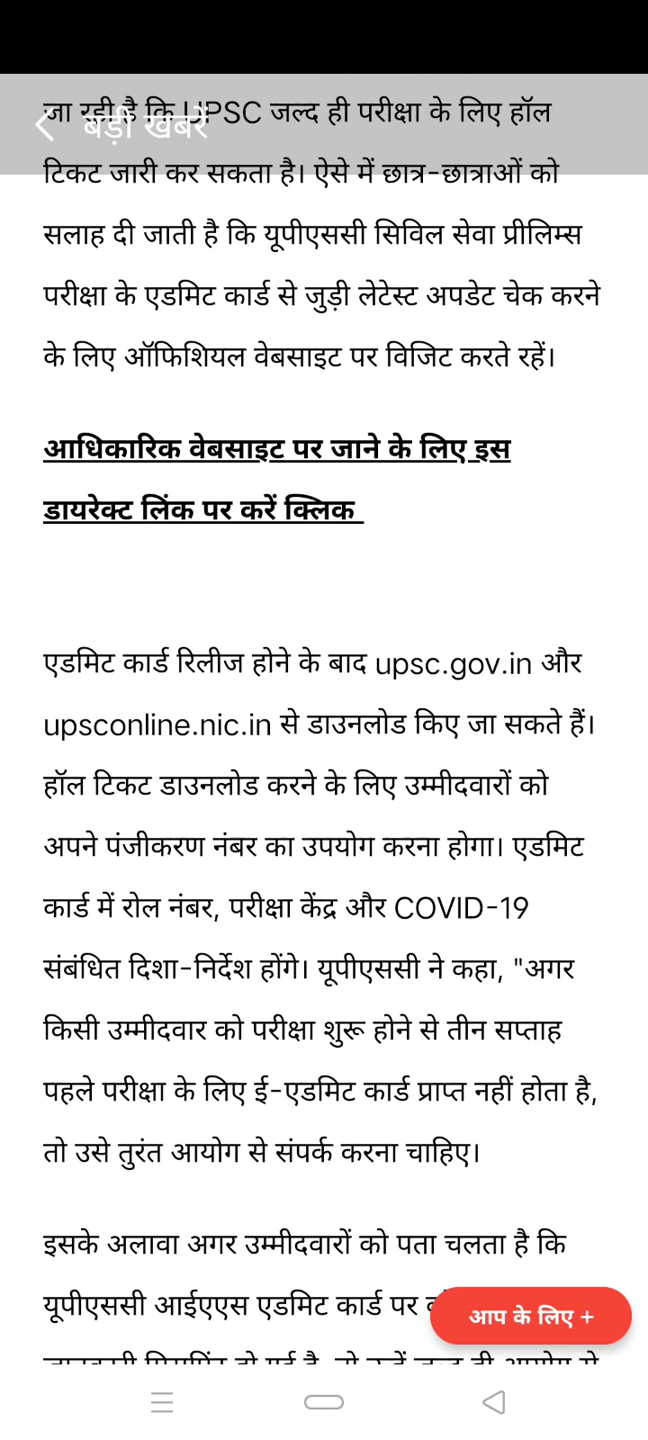 जा रही है कि UPSC जल्द ही परीक्षा के लिए हॉल
बड़ी खबरें
टिकट जारी कर सकता है। ऐसे में छात्र-छात्राओं को
सलाह दी जाती है कि यूपीएससी सिविल सेवा प्रीलिम्स
परीक्षा के एडमिट कार्ड से जुड़ी लेटेस्ट अपडेट चेक करने
के लिए ऑफिशियल वेबसाइट पर विजिट करते रहें।
आधिकारिक वेबसाइट पर जाने के लिए इस
डायरेक्ट लिंक पर करें क्लिक
एडमिट कार्ड रिलीज होने के बाद upsc.gov.in और
upsconline.nic.in से डाउनलोड किए जा सकते हैं।
हॉल टिकट डाउनलोड करने के लिए उम्मीदवारों को
अपने पंजीकरण नंबर का उपयोग करना होगा। एडमिट
कार्ड में रोल नंबर, परीक्षा केंद्र और COVID-19
संबंधित दिशा-निर्देश होंगे। यूपीएससी ने कहा, "अगर
किसी उम्मीदवार को परीक्षा शुरू होने से तीन सप्ताह
पहले परीक्षा के लिए ई-एडमिट कार्ड प्राप्त नहीं होता है,
तो उसे तुरंत आयोग से संपर्क करना चाहिए।
इसके अलावा अगर उम्मीदवारों को पता चलता है कि
यूपीएससी आईएएस एडमिट कार्ड पर
आप के लिए +